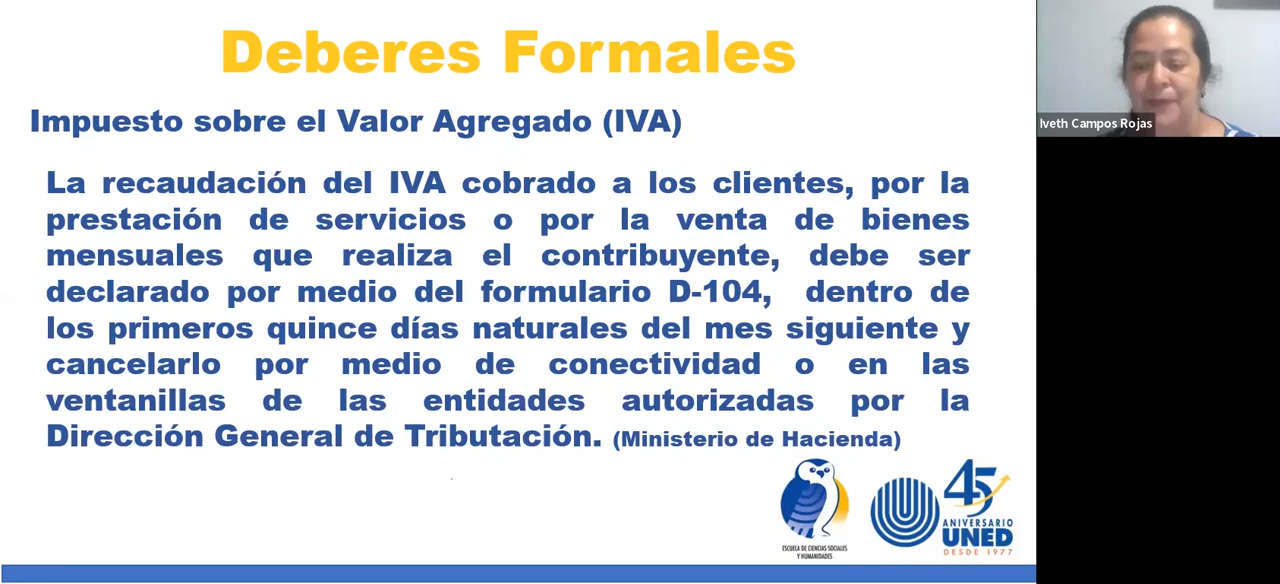 Deberes Formales
Impuesto sobre el Valor Agregado (IVA)
La recaudación del IVA cobrado a los clientes, por la
prestación de servicios o por la venta de bienes
mensuales que realiza el contribuyente, debe ser
declarado por medio del formulario D-104, dentro de
los primeros quince días naturales del mes siguiente y
cancelarlo por medio de conectividad o en las
ventanillas de las entidades autorizadas por la
Dirección General de Tributación. (Ministerio de Hacienda)
ESCUELA DE CIENCIAS SOCIALES
Y HUMANIDADES
45
ANIVERSARIO
UNED
DESDE 1977
Iveth Campos Rojas